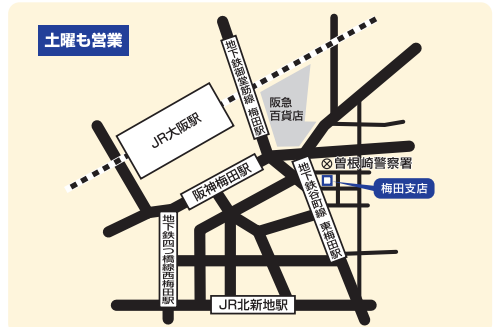 土曜も営業
地下鉄御堂筋線 梅田駅
阪急
百貨店
JR大阪駅
曽根崎警察署
梅田支店
阪神梅田駅
地下鉄谷町線 東梅田駅
地下鉄四つ橋線西梅田駅
JR北新地駅